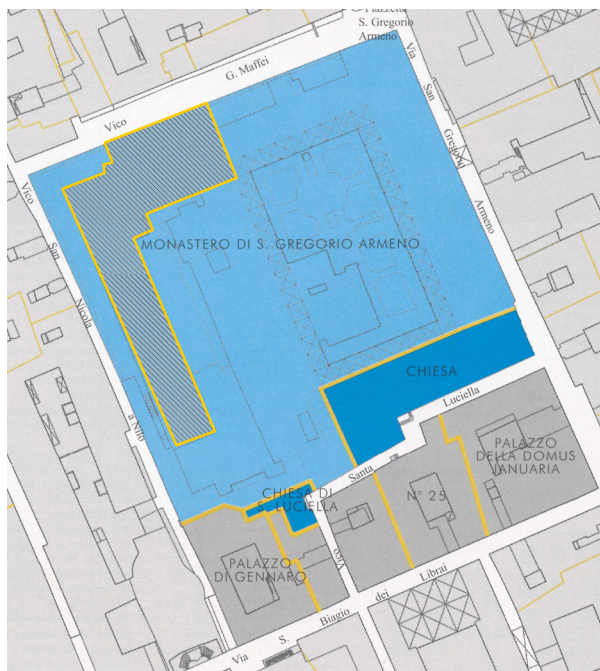 Piazzetta
S. Gregorio
Armeno
Vico G. Maffei
Via San Gregorio Armeno
Vico San Nicola a Nilo
MONASTERO DI S. GREGORIO ARMENO
CHIESA
Vico Santa Luciella
PALAZZO
DELLA DOMUS
JANUARIA
CHIESA DI
S. LUCIELLA
N° 25
PALAZZO
DI GENNARO
Via S. Biagio dei Librai